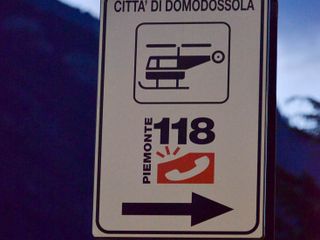 CITTA' DI DOMODOSSOLA
PIEMONTE
118